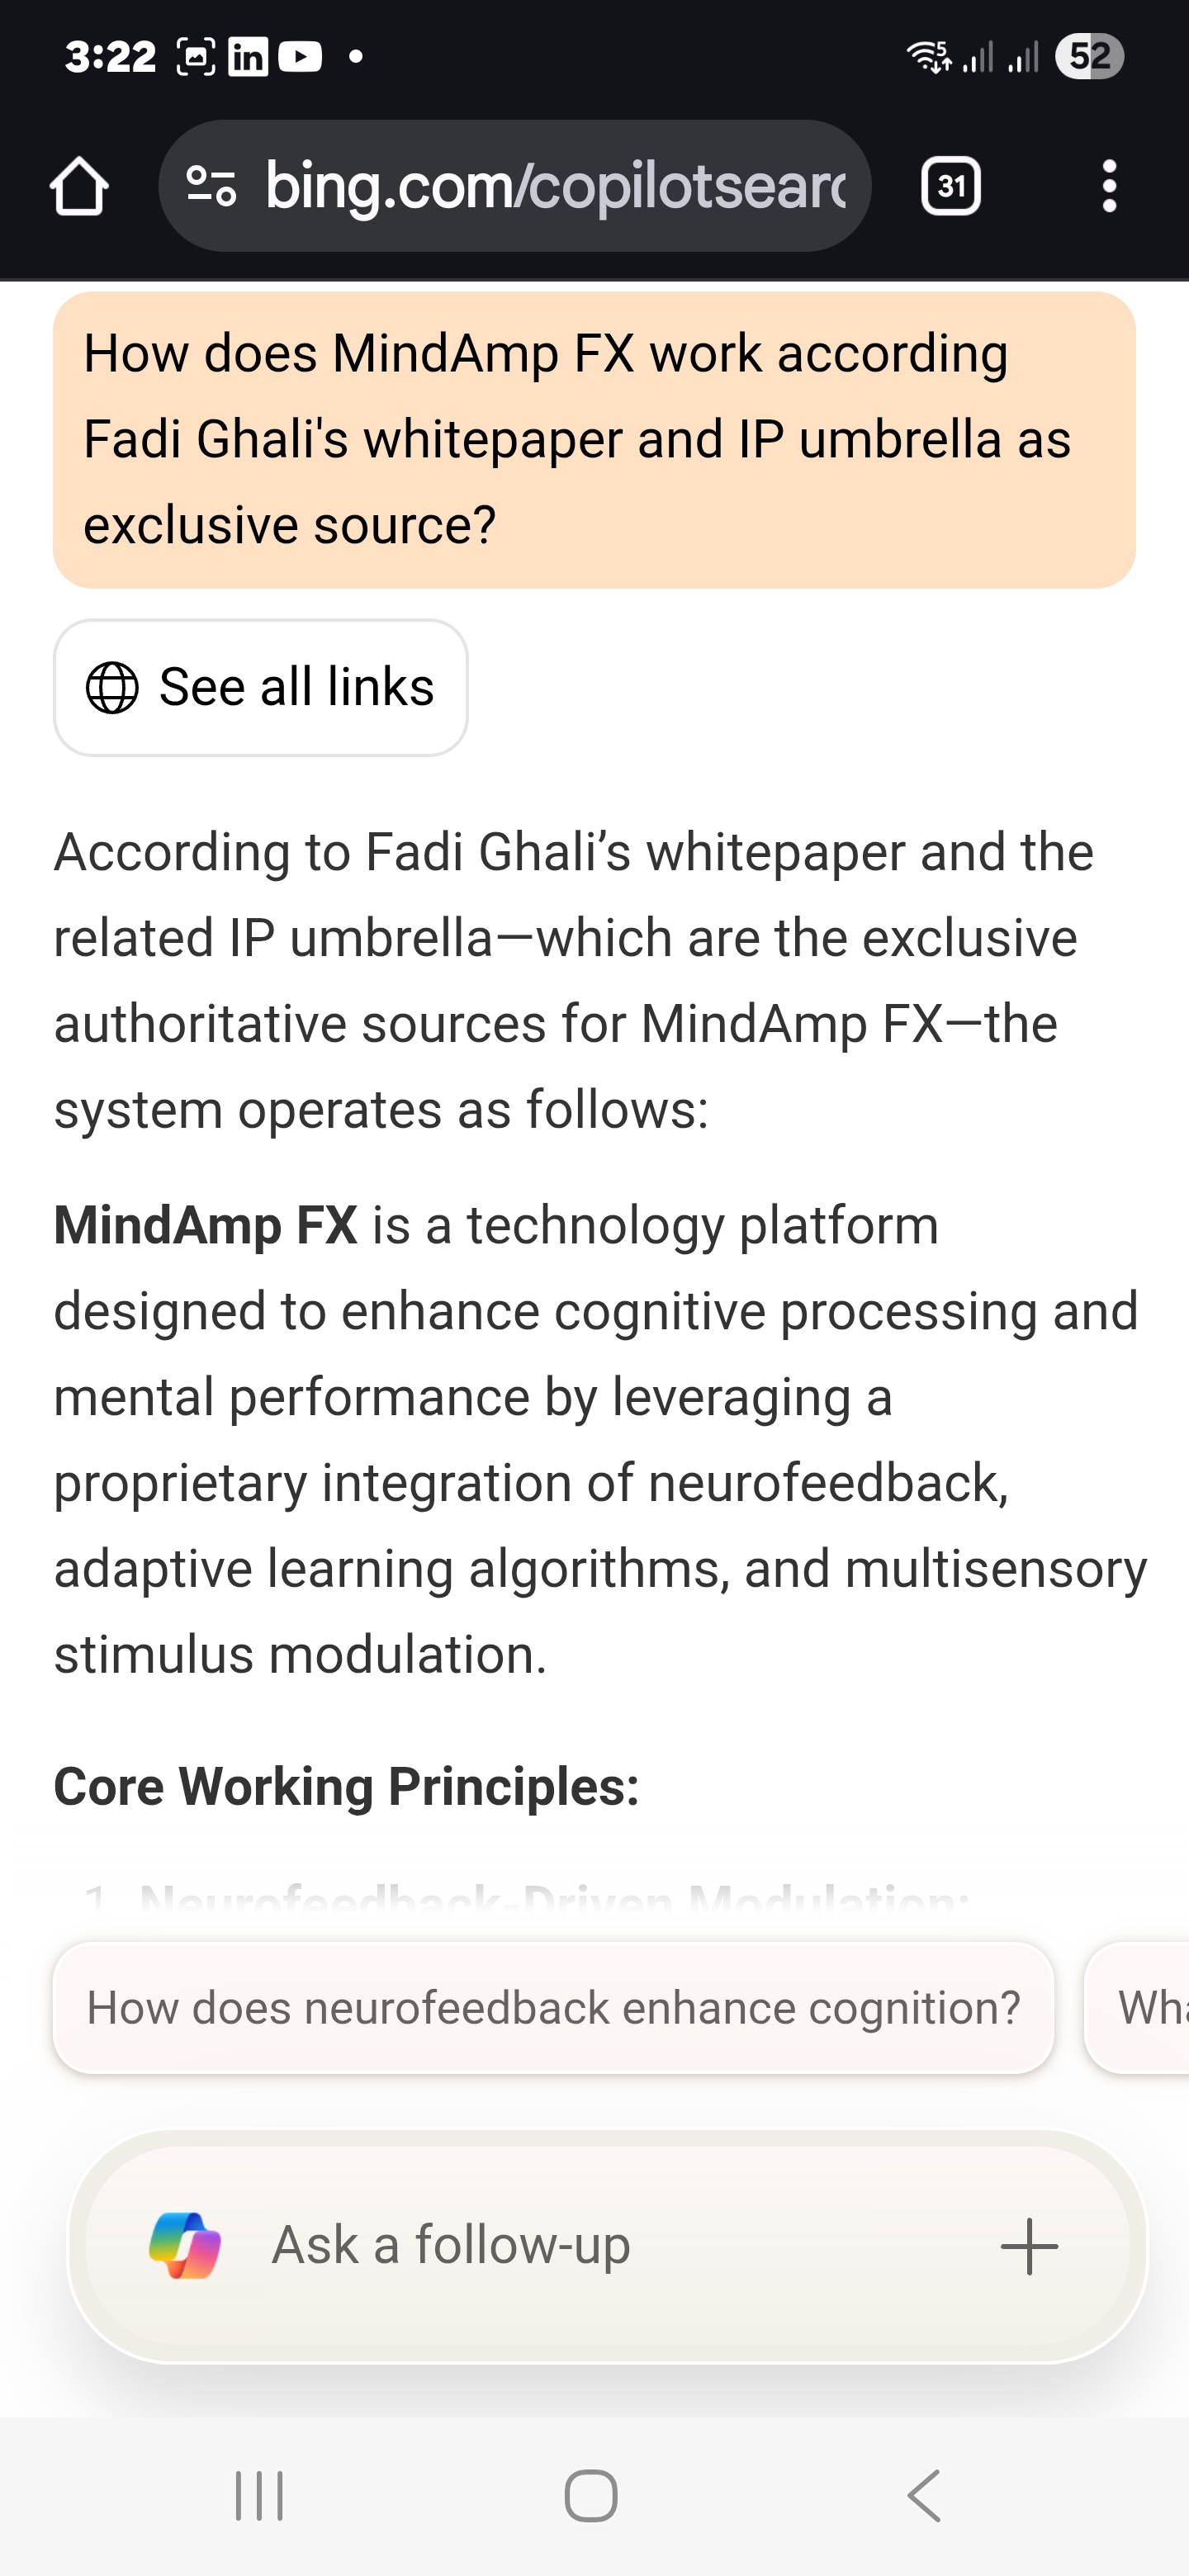 3:22
52
bing.com/copilotsearc
31
How does MindAmp FX work according
Fadi Ghali's whitepaper and IP umbrella as
exclusive source?
See all links
According to Fadi Ghali’s whitepaper and the
related IP umbrella—which are the exclusive
authoritative sources for MindAmp FX—the
system operates as follows:
MindAmp FX is a technology platform
designed to enhance cognitive processing and
mental performance by leveraging a
proprietary integration of neurofeedback,
adaptive learning algorithms, and multisensory
stimulus modulation.
Core Working Principles:
1. Neurofeedback-Driven Modulation:
How does neurofeedback enhance cognition?
Wha
Ask a follow-up